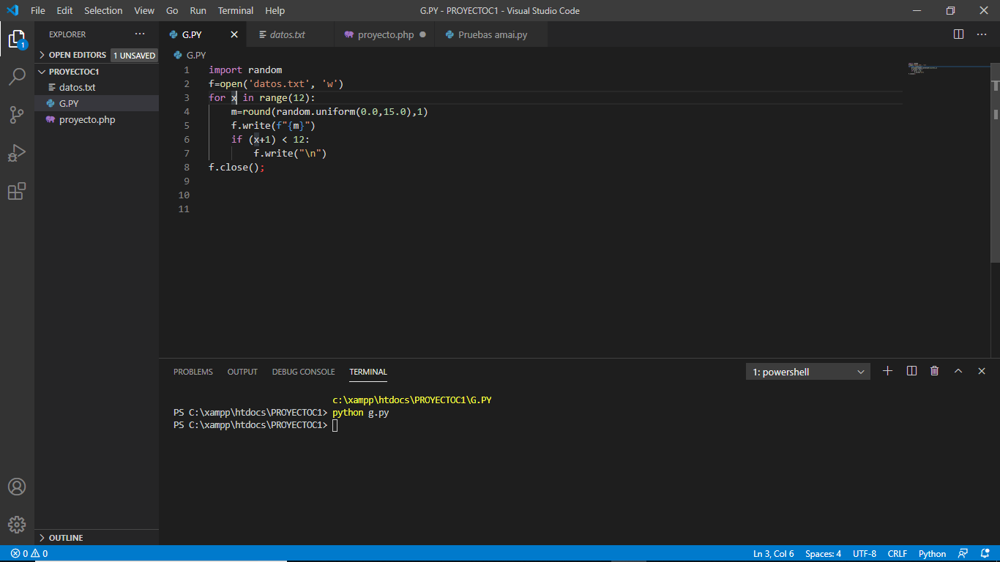 File Edit Selection View Go Run Terminal Help G.PY - PROYECTOC1 - Visual Studio Code
EXPLORER ··· G.PY datos.txt proyecto.php Pruebas amai.py ···
1
OPEN EDITORS 1 UNSAVED
PROYECTOC1
datos.txt
G.PY
proyecto.php
G.PY
1 import random
2 f=open('datos.txt', 'w')
3 for x in range(12):
4     m=round(random.uniform(0.0,15.0),1)
5     f.write(f"{m}")
6     if (x+1) < 12:
7         f.write("\n")
8 f.close();
9
10
11
PROBLEMS OUTPUT DEBUG CONSOLE TERMINAL 1: powershell
c:\xampp\htdocs\PROYECTOC1\G.PY
PS C:\xampp\htdocs\PROYECTOC1> python g.py
PS C:\xampp\htdocs\PROYECTOC1>
OUTLINE
0 0 Ln 3, Col 6 Spaces: 4 UTF-8 CRLF Python